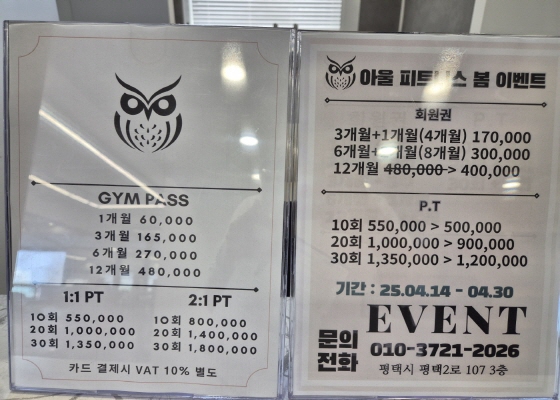 GYM PASS
1개월 60,000
3개월 165,000
6개월 270,000
12개월 480,000
1:1 PT
10회 550,000
20회 1,000,000
30회 1,350,000
2:1 PT
10회 800,000
20회 1,400,000
30회 1,800,000
카드 결제시 VAT 10% 별도
아울 피트니스 봄 이벤트
회원권
3개월+1개월(4개월) 170,000
6개월+개월(8개월) 300,000
12개월 480,000 > 400,000
P.T
10회 550,000 > 500,000
20회 1,000,000 > 900,000
30회 1,350,000 > 1,200,000
기간 : 25.04.14 - 04.30
EVENT
문의
전화
010-3721-2026
평택시 평택2로 107 3층